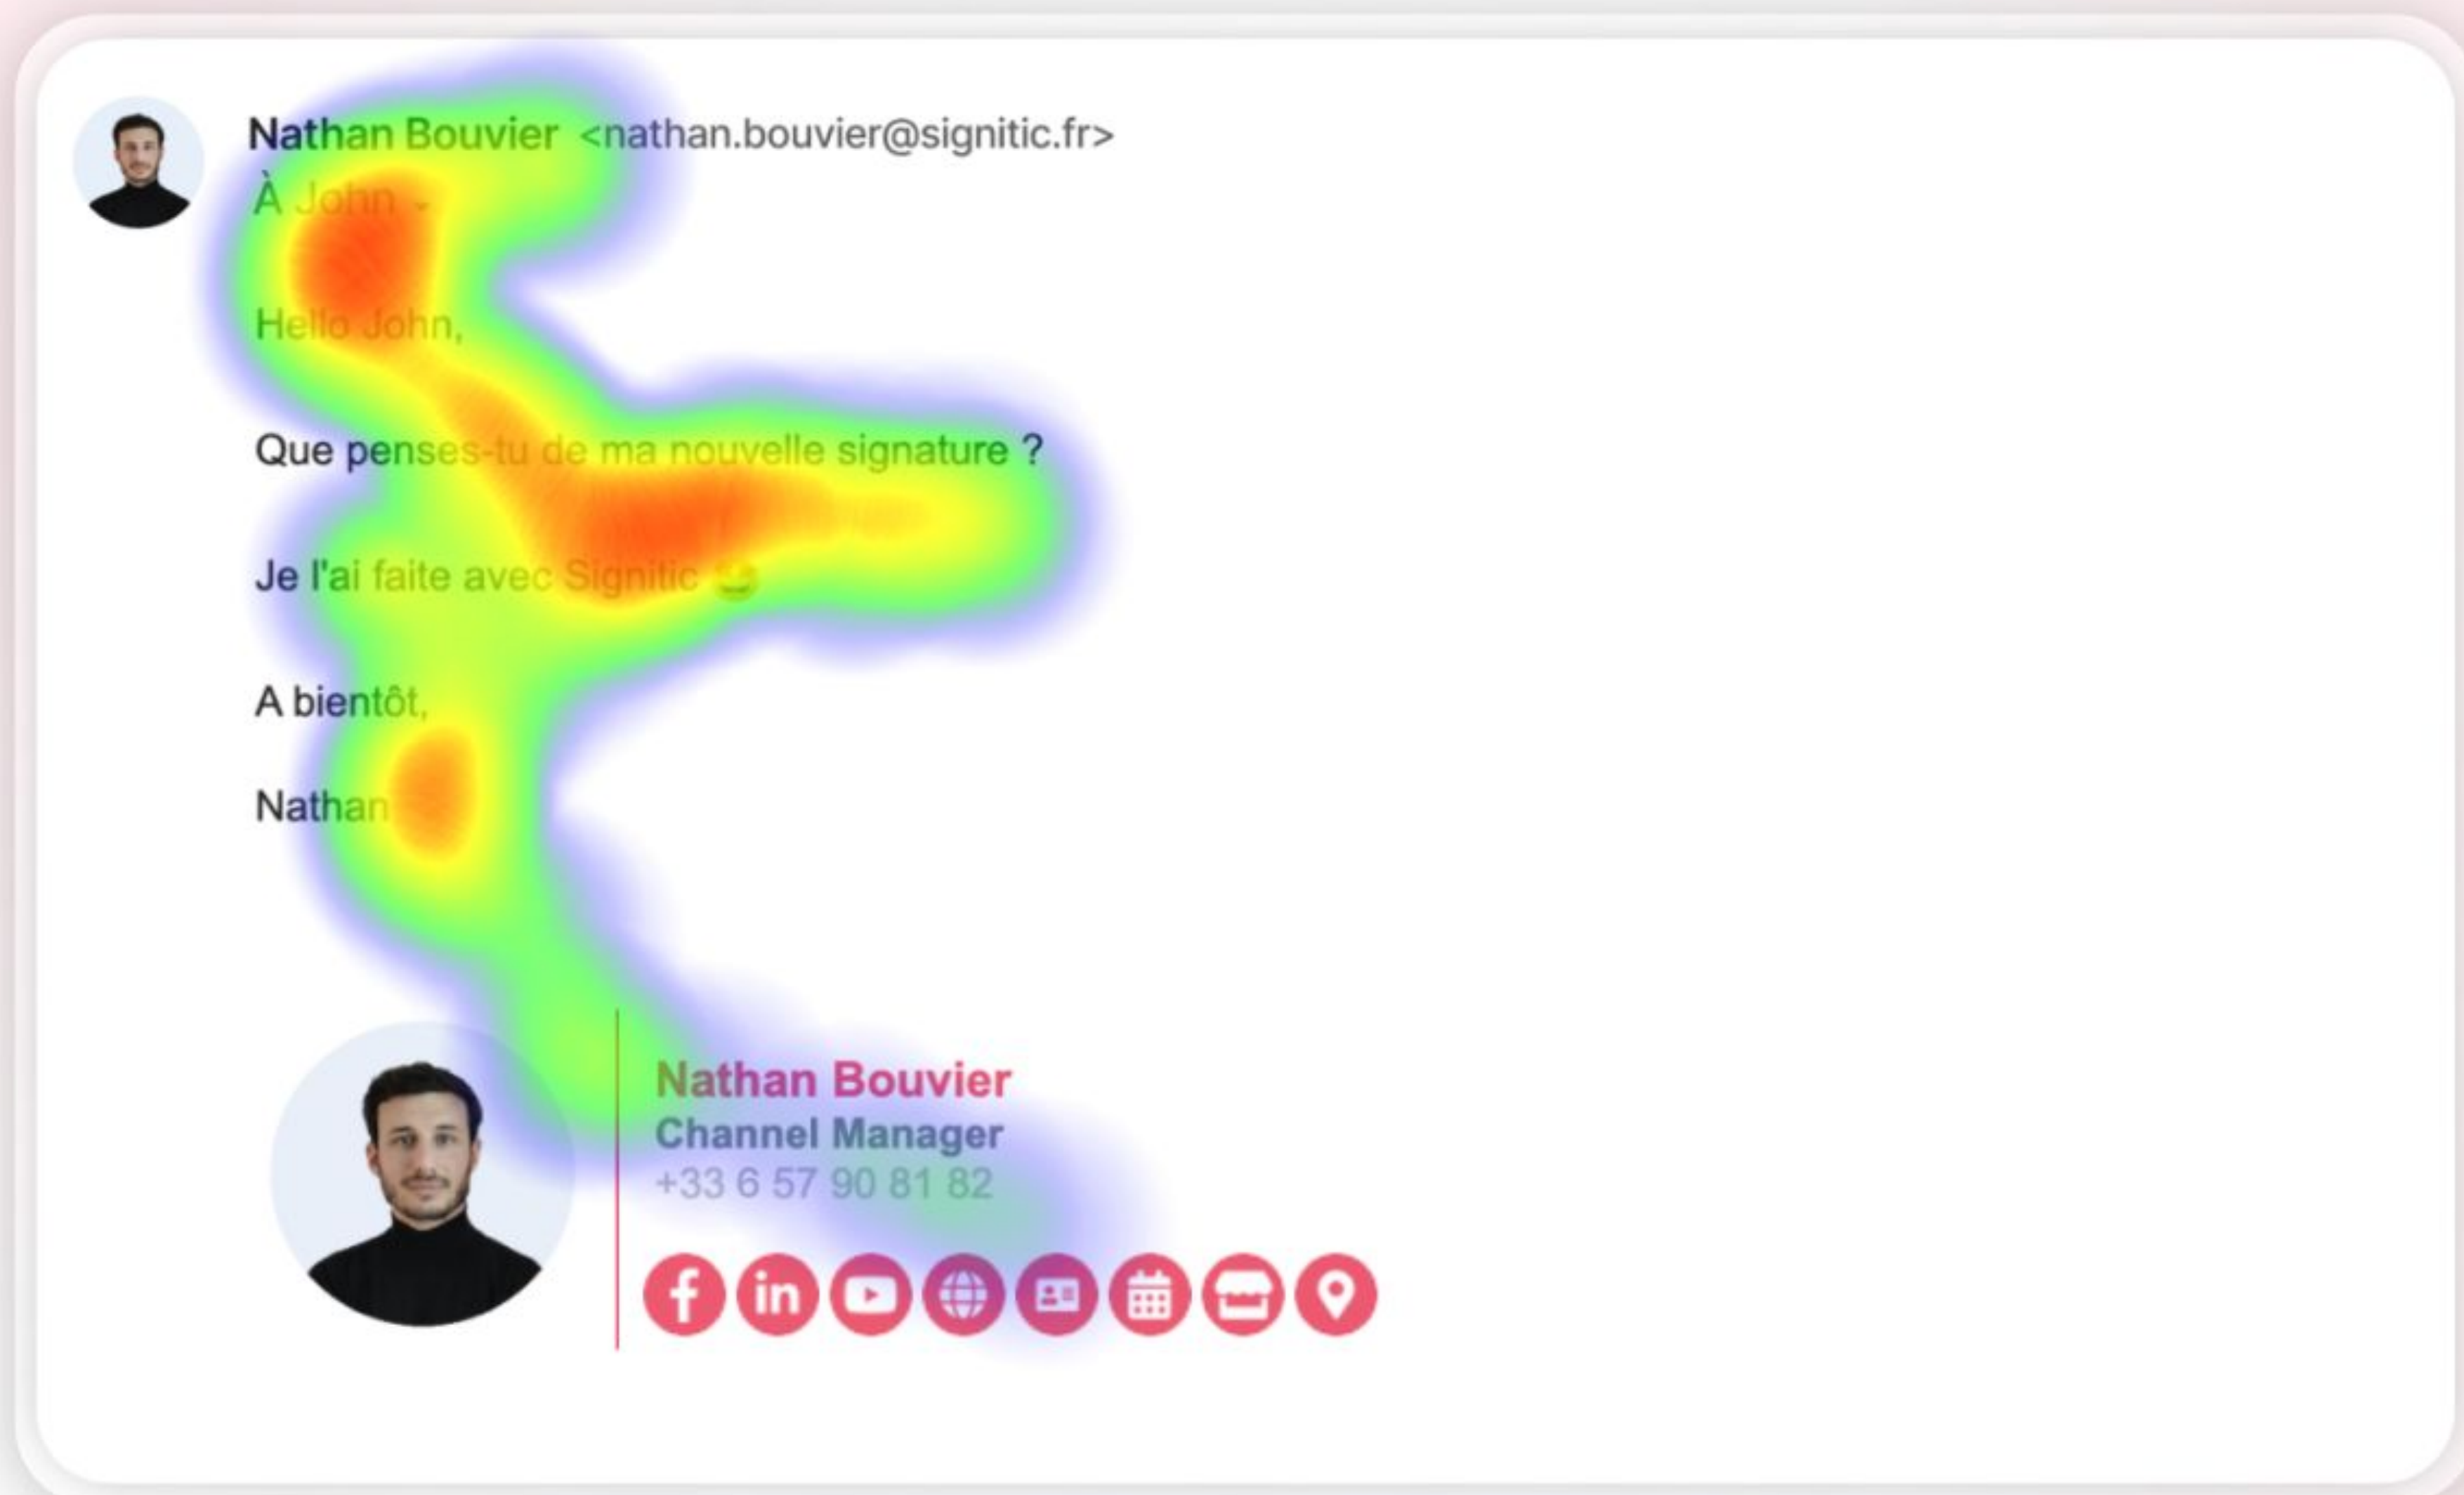 Nathan Bouvier <nathan.bouvier@signitic.fr>
À John
Hello John,
Que penses-tu de ma nouvelle signature ?
Je l'ai faite avec Signitic 🤩
A bientôt,
Nathan
Nathan Bouvier
Channel Manager
+33 6 57 90 81 82
f in